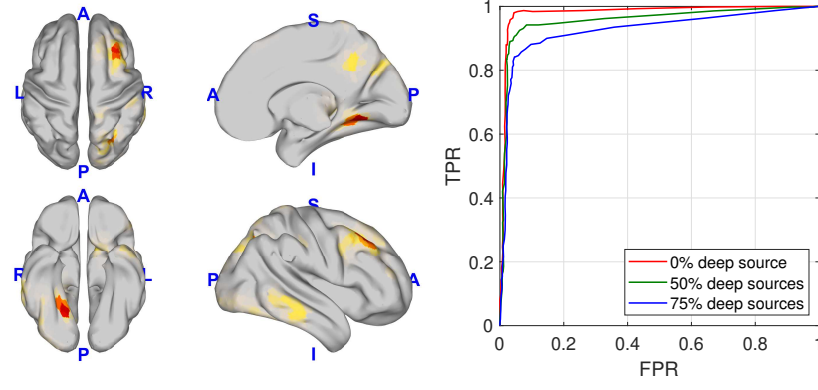 A
L
R
P
S
A
P
I
A
R
L
P
S
P
A
I
1
0.8
0.6
0.4
0.2
0
TPR
0% deep source
50% deep sources
75% deep sources
0 0.2 0.4 0.6 0.8
FPR